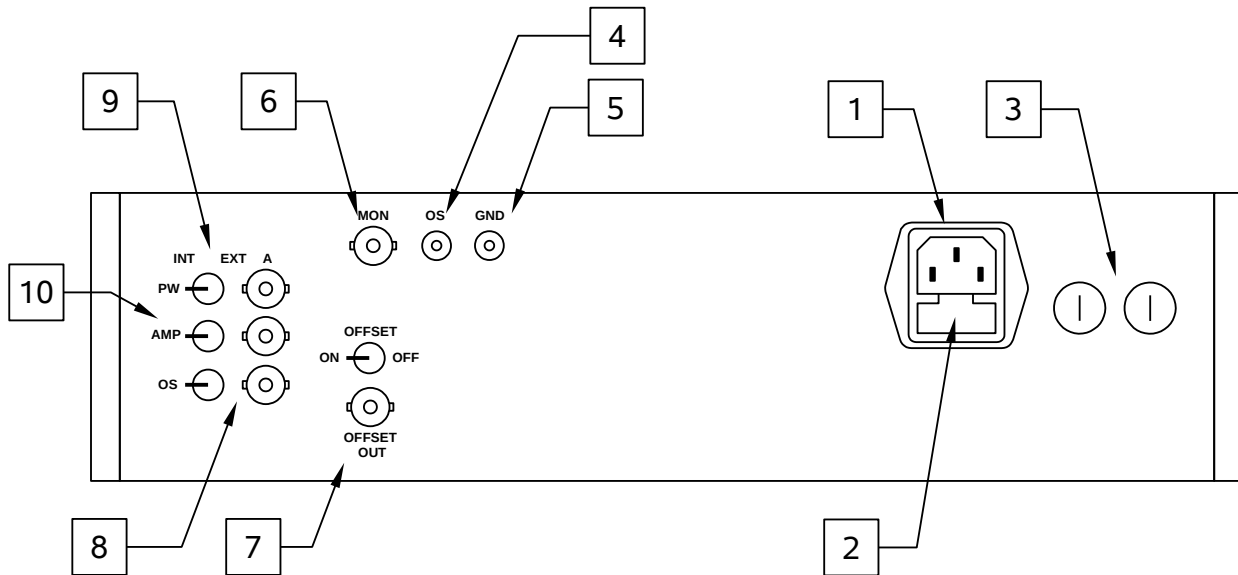 4
9
6
5
1
3
MON
OS
GND
INT EXT A
PW
10
AMP
OFFSET
ON OFF
OS
OFFSET
OUT
8
7
2